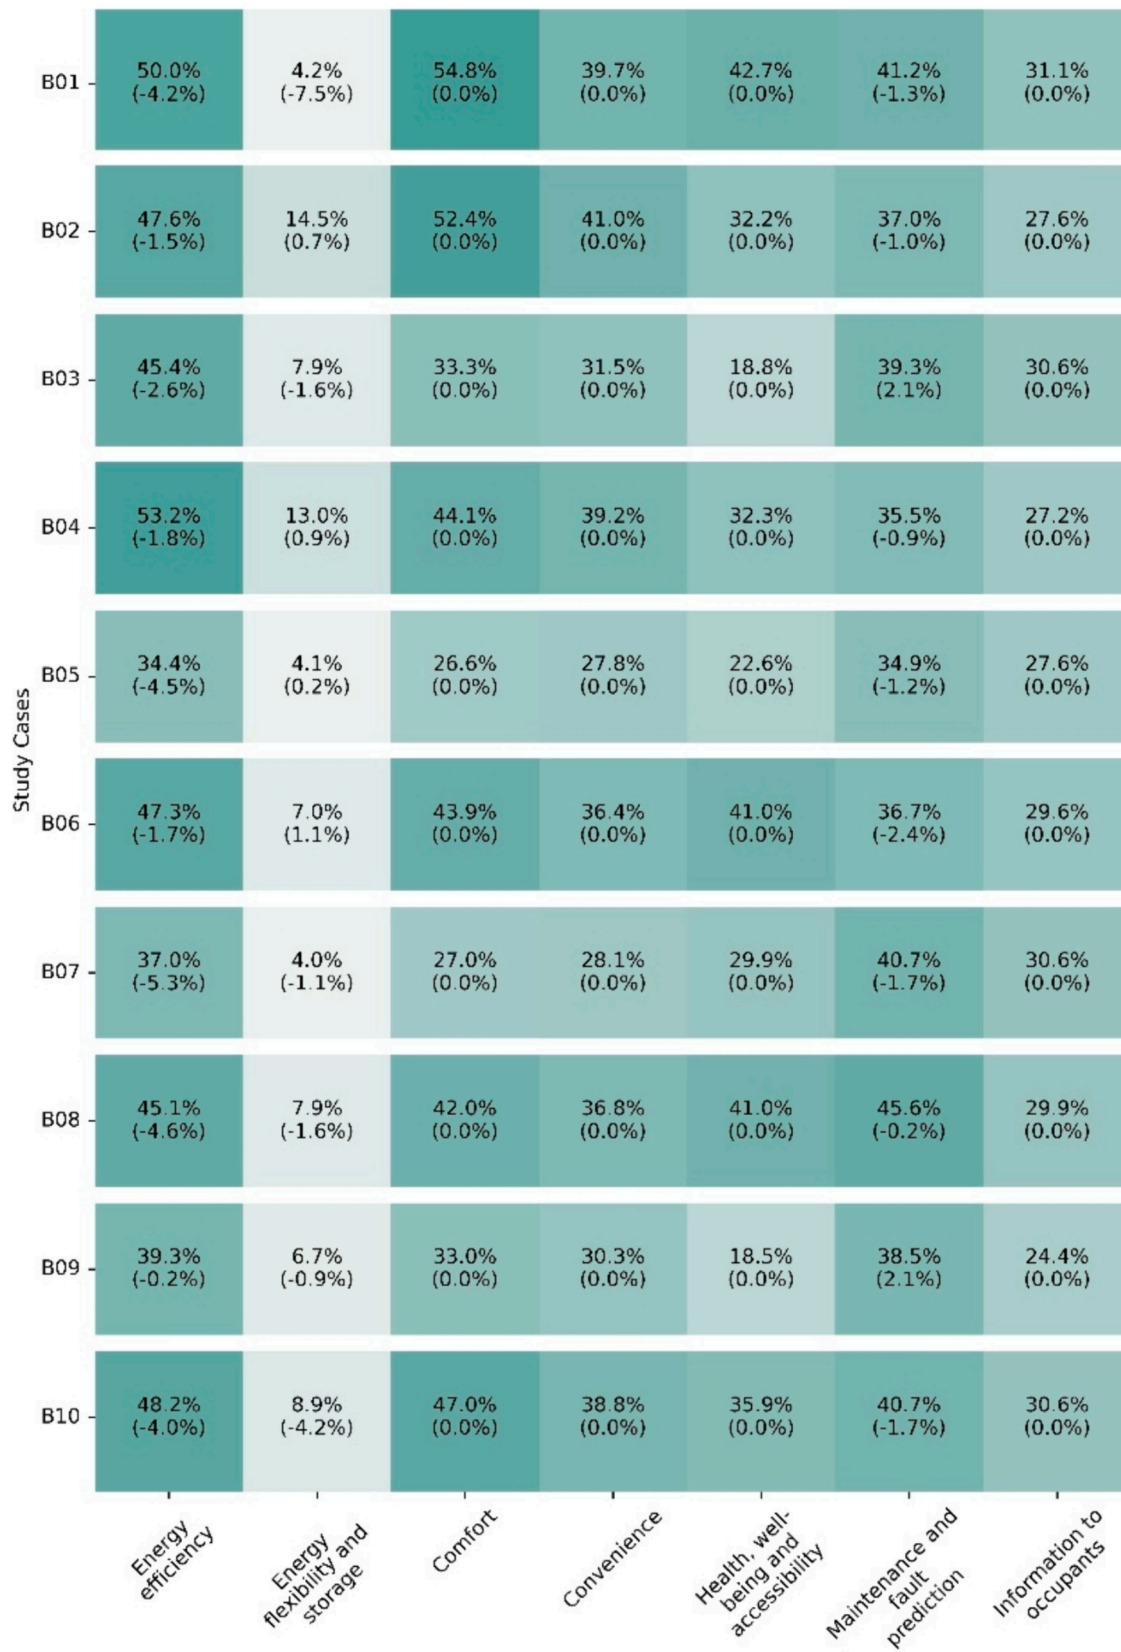 Study Cases
B01
50.0% 4.2% 54.8% 39.7% 42.7% 41.2% 31.1%
(-4.2%) (-7.5%) (0.0%) (0.0%) (0.0%) (-1.3%) (0.0%)
B02
47.6% 14.5% 52.4% 41.0% 32.2% 37.0% 27.6%
(-1.5%) (0.7%) (0.0%) (0.0%) (0.0%) (-1.0%) (0.0%)
B03
45.4% 7.9% 33.3% 31.5% 18.8% 39.3% 30.6%
(-2.6%) (-1.6%) (0.0%) (0.0%) (0.0%) (2.1%) (0.0%)
B04
53.2% 13.0% 44.1% 39.2% 32.3% 35.5% 27.2%
(-1.8%) (0.9%) (0.0%) (0.0%) (0.0%) (-0.9%) (0.0%)
B05
34.4% 4.1% 26.6% 27.8% 22.6% 34.9% 27.6%
(-4.5%) (0.2%) (0.0%) (0.0%) (0.0%) (-1.2%) (0.0%)
B06
47.3% 7.0% 43.9% 36.4% 41.0% 36.7% 29.6%
(-1.7%) (1.1%) (0.0%) (0.0%) (0.0%) (-2.4%) (0.0%)
B07
37.0% 4.0% 27.0% 28.1% 29.9% 40.7% 30.6%
(-5.3%) (-1.1%) (0.0%) (0.0%) (0.0%) (-1.7%) (0.0%)
B08
45.1% 7.9% 42.0% 36.8% 41.0% 45.6% 29.9%
(-4.6%) (-1.6%) (0.0%) (0.0%) (0.0%) (-0.2%) (0.0%)
B09
39.3% 6.7% 33.0% 30.3% 18.5% 38.5% 24.4%
(-0.2%) (-0.9%) (0.0%) (0.0%) (0.0%) (2.1%) (0.0%)
B10
48.2% 8.9% 47.0% 38.8% 35.9% 40.7% 30.6%
(-4.0%) (-4.2%) (0.0%) (0.0%) (0.0%) (-1.7%) (0.0%)
Energy
efficiency
Energy
flexibility and
storage
Comfort
Convenience
Health, well-
being and
accessibility
Maintenance and
fault
prediction
Information to
occupants